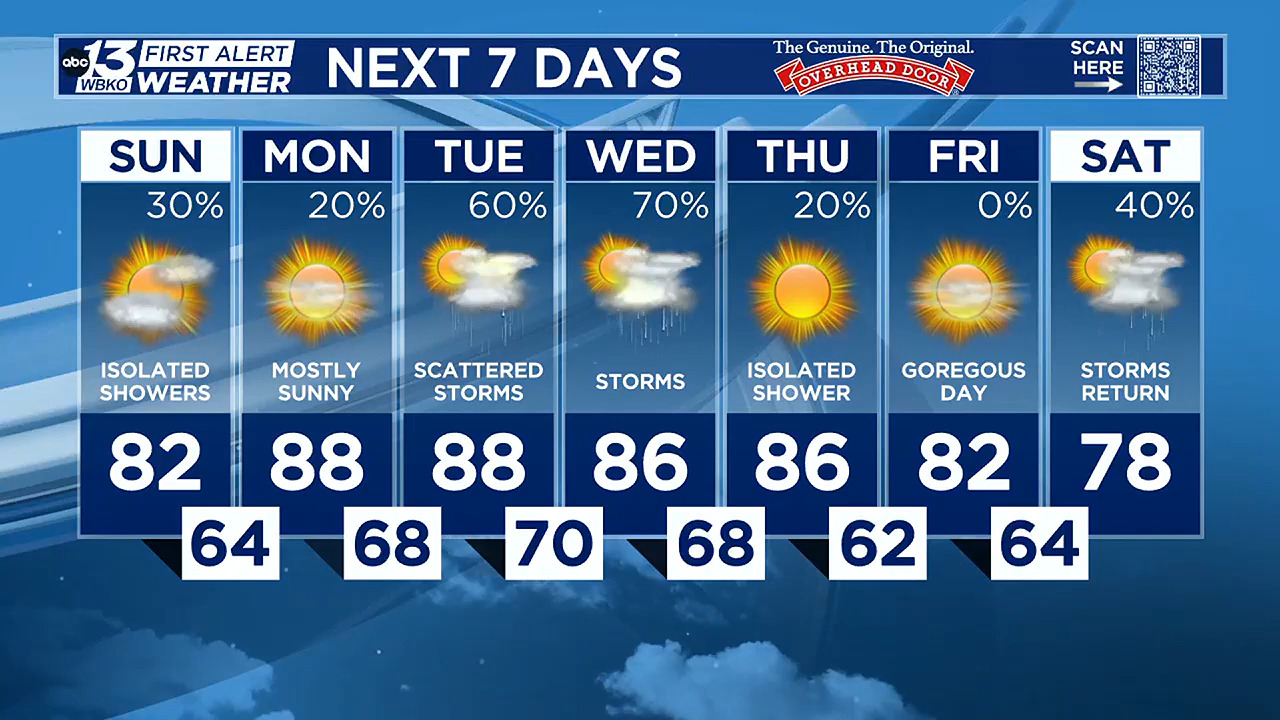 abc 13 WBKO FIRST ALERT WEATHER
NEXT 7 DAYS
The Genuine. The Original.
OVERHEAD DOOR
SCAN
HERE
SUN MON TUE WED THU FRI SAT
30% 20% 60% 70% 20% 0% 40%
ISOLATED SHOWERS
MOSTLY SUNNY
SCATTERED STORMS
STORMS
ISOLATED SHOWER
GOREGOUS DAY
STORMS RETURN
82 88 88 86 86 82 78
64 68 70 68 62 64